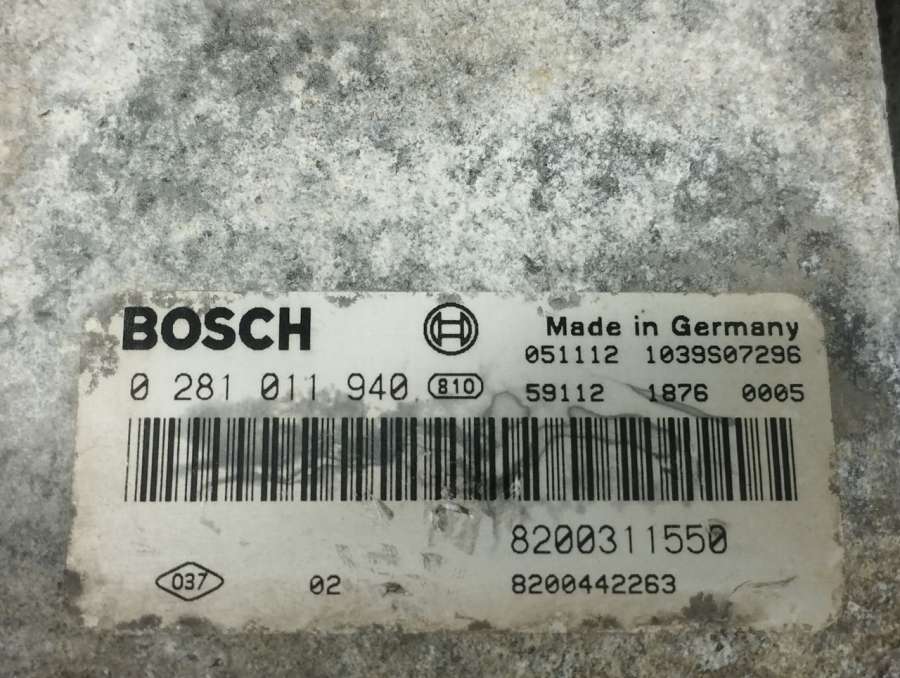 BOSCH
Made in Germany
051112 1039S07296
0 281 011 940 810
59112 1876 0005
8200311550
037 02 8200442263